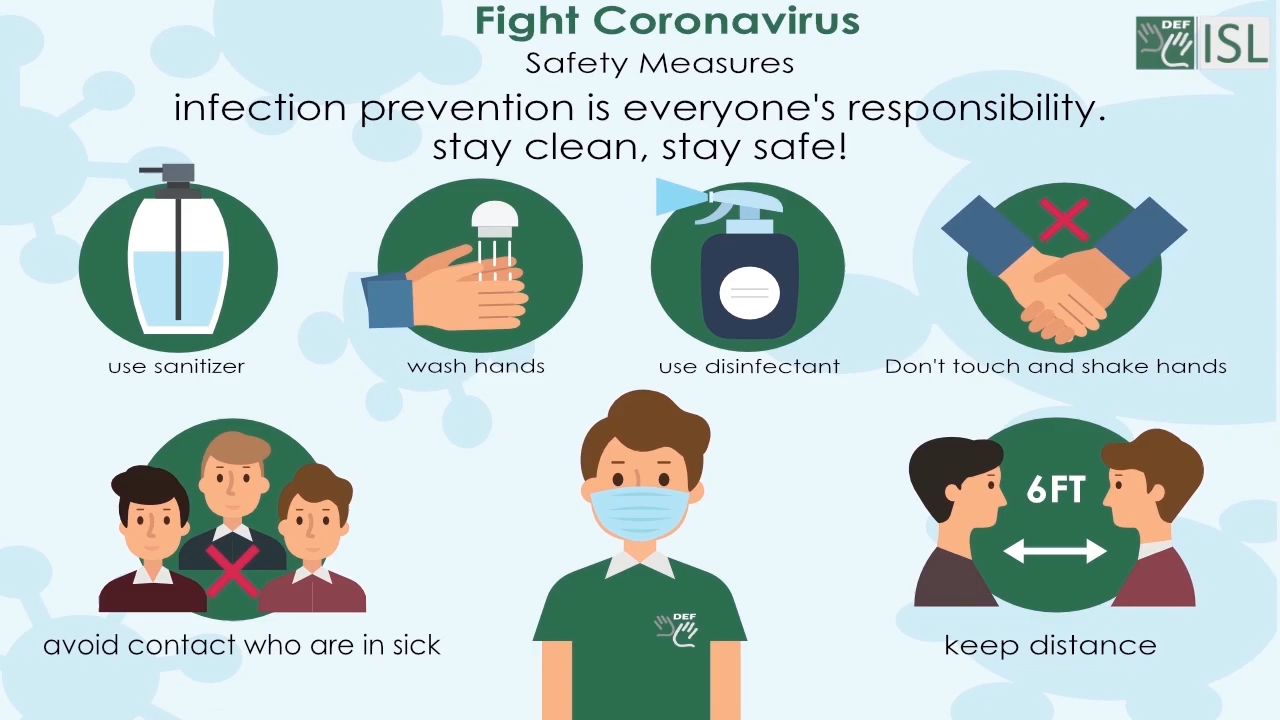 Fight Coronavirus
DEF
ISL
Safety Measures
infection prevention is everyone's responsibility.
stay clean, stay safe!
use sanitizer
wash hands
use disinfectant
Don't touch and shake hands
6FT
DEF
avoid contact who are in sick
keep distance